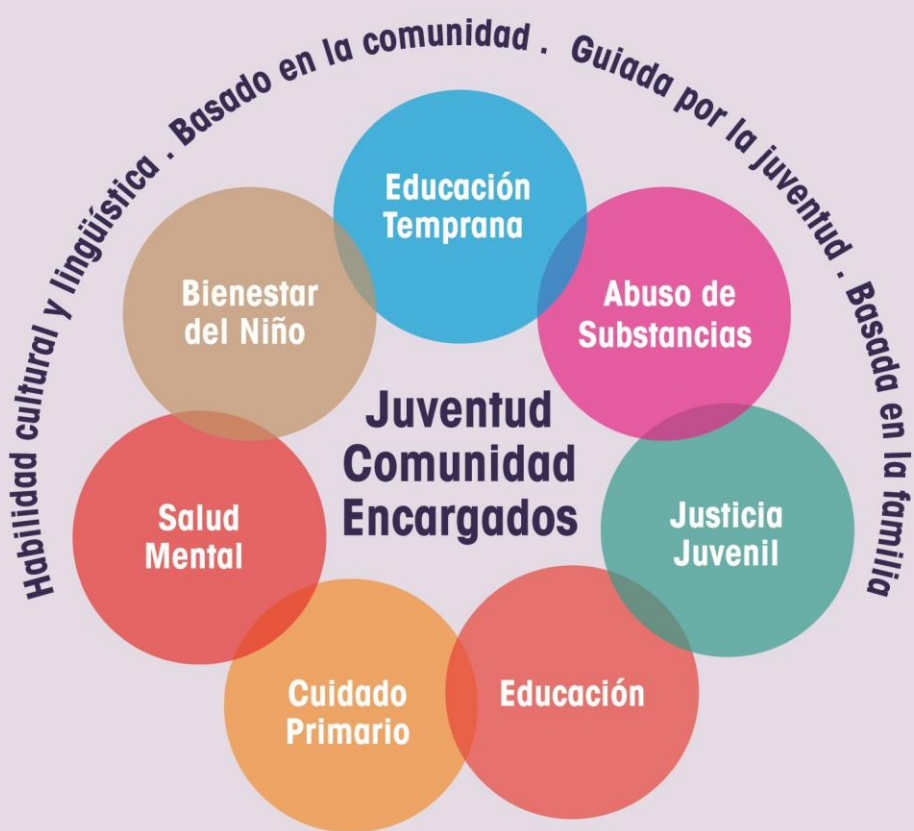 Habilidad cultural y lingüística . Basado en la comunidad . Guiada por la juventud . Basada en la familia
Educación
Temprana
Bienestar
del Niño
Abuso de
Substancias
Juventud
Comunidad
Encargados
Salud
Mental
Justicia
Juvenil
Cuidado
Primario
Educación